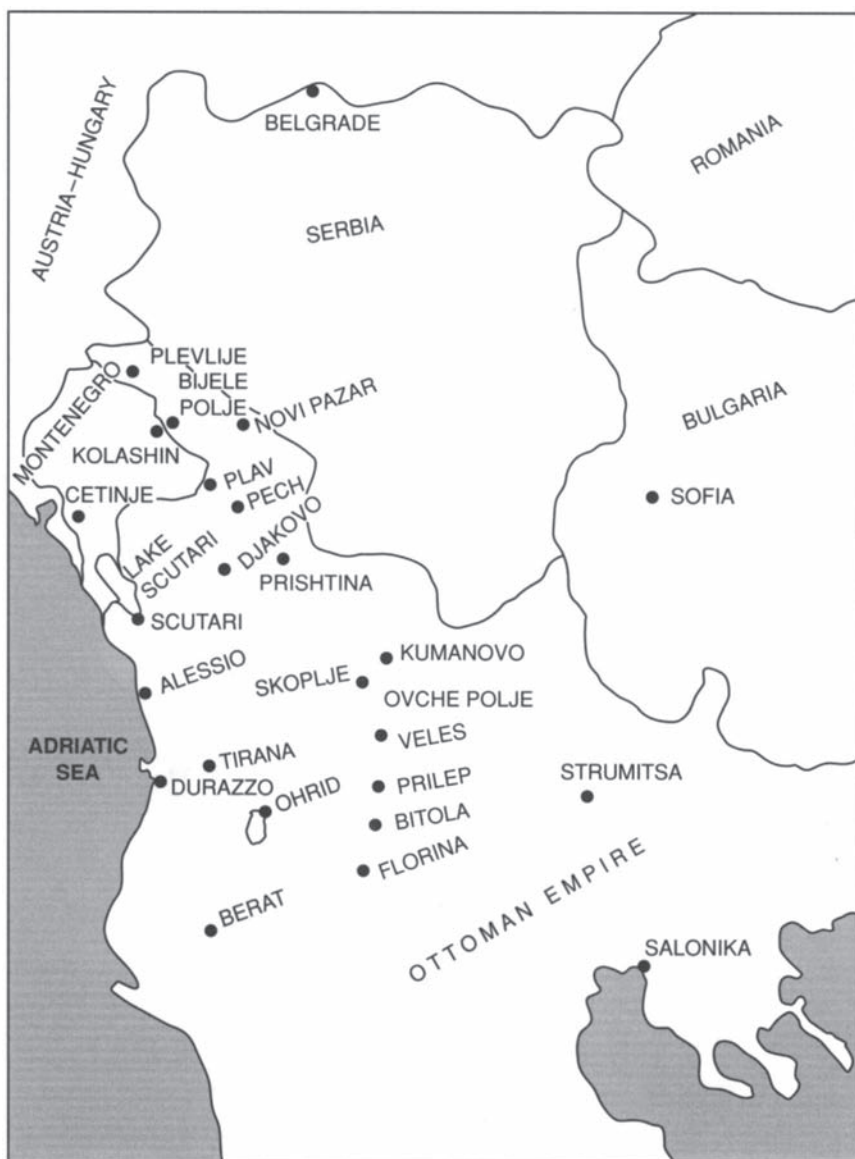 BELGRADE
ROMANIA
AUSTRIA–HUNGARY
SERBIA
PLEVLIJE
BIJELE
POLJE
MONTENEGRO
NOVI PAZAR
BULGARIA
KOLASHIN
PLAV
PECH
CETINJE
SOFIA
LAKE
SCUTARI
DJAKOVO
PRISHTINA
SCUTARI
KUMANOVO
ALESSIO
SKOPLJE
OVCHE POLJE
VELES
ADRIATIC
SEA
TIRANA
DURAZZO
OHRID
PRILEP
STRUMITSA
BITOLA
FLORINA
BERAT
OTTOMAN EMPIRE
SALONIKA